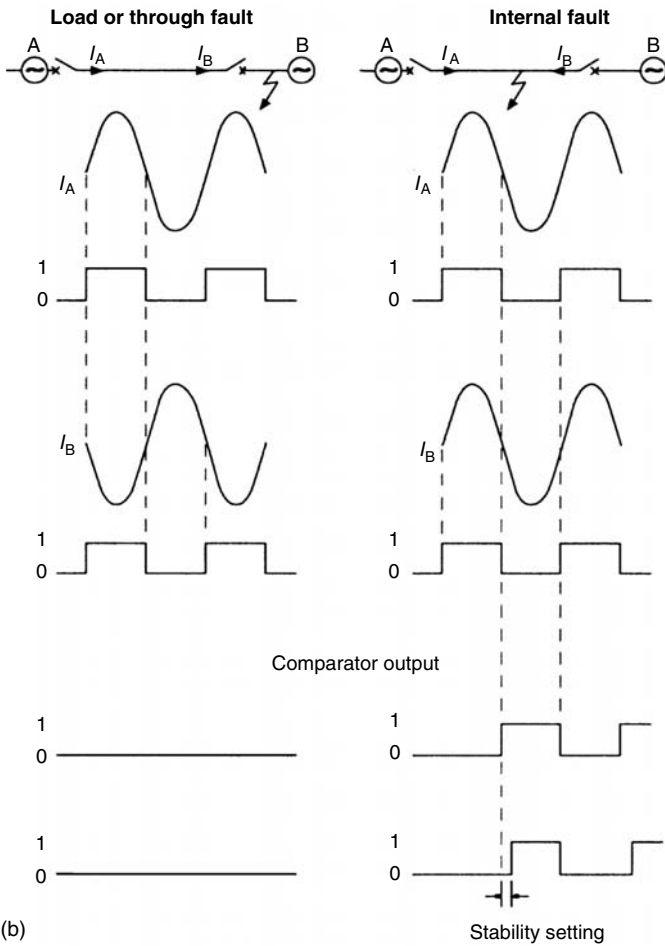 Load or through fault
Internal fault
A I_A I_B B
A I_A I_B B
I_A
I_A
1
0
1
0
I_B
I_B
1
0
1
0
Comparator output
1
0
1
0
1
0
1
0
(b)
Stability setting